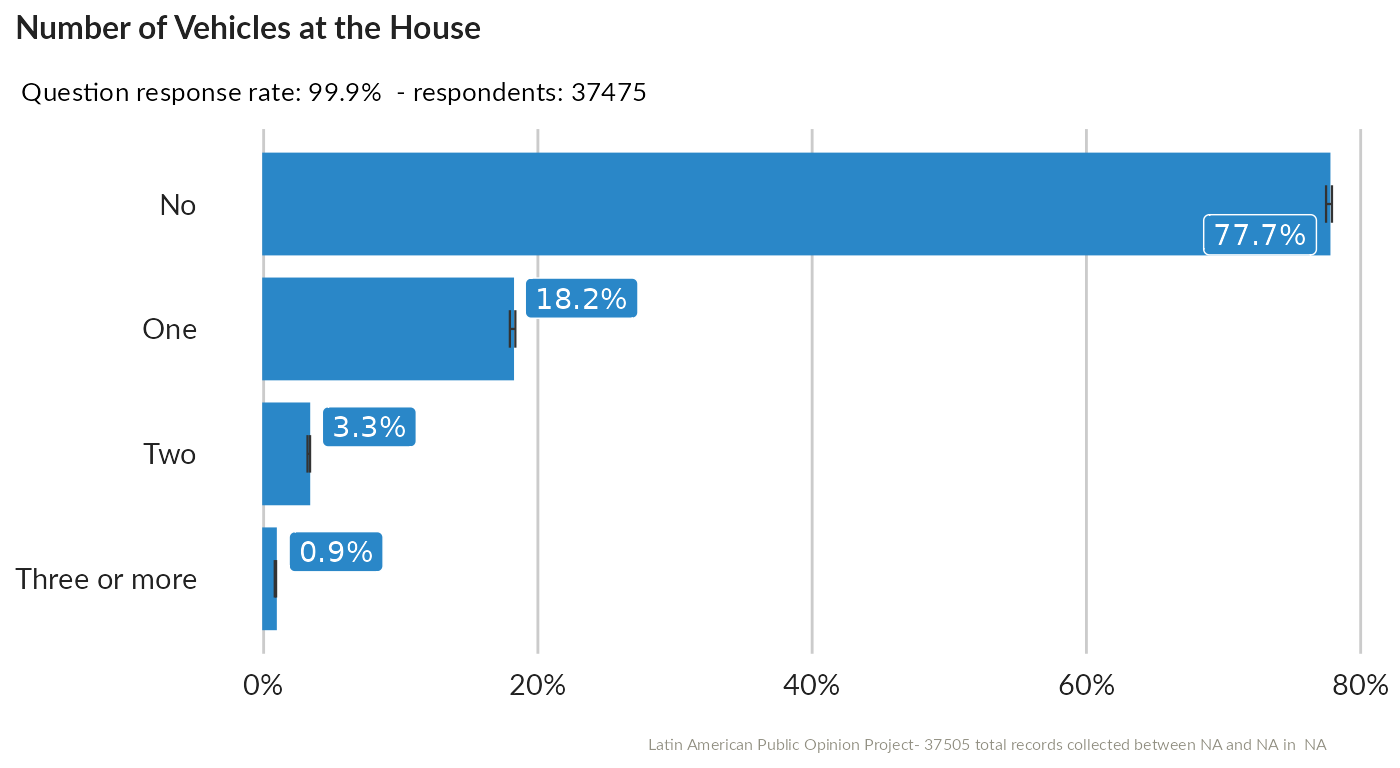 Number of Vehicles at the House
Question response rate: 99.9%  - respondents: 37475
No
77.7%
One
18.2%
Two
3.3%
Three or more
0.9%
0%
20%
40%
60%
80%
Latin American Public Opinion Project- 37505 total records collected between NA and NA in  NA